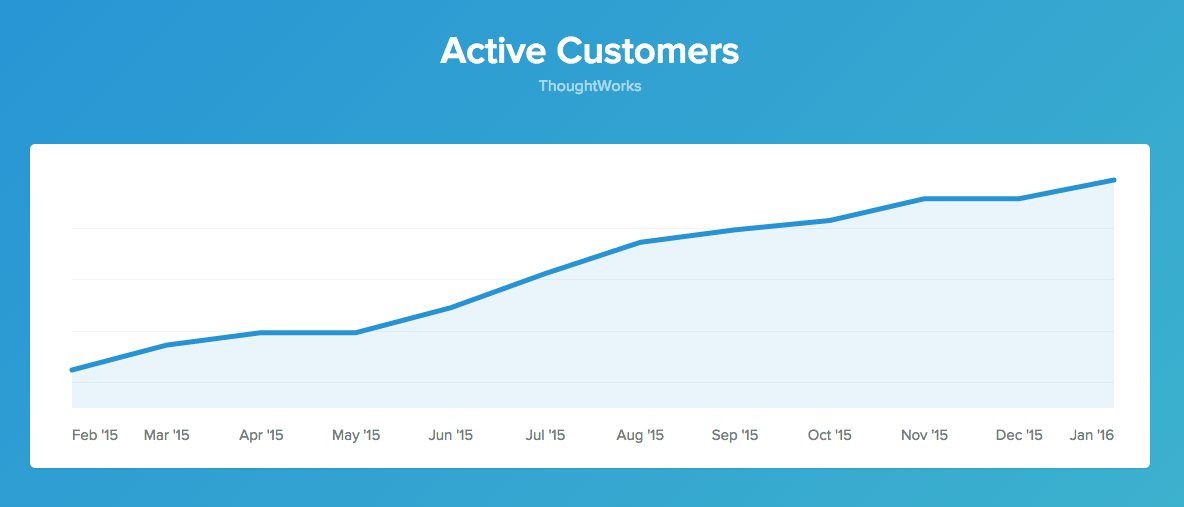 Active Customers
ThoughtWorks
Feb '15 Mar '15 Apr '15 May '15 Jun '15 Jul '15 Aug '15 Sep '15 Oct '15 Nov '15 Dec '15 Jan '16